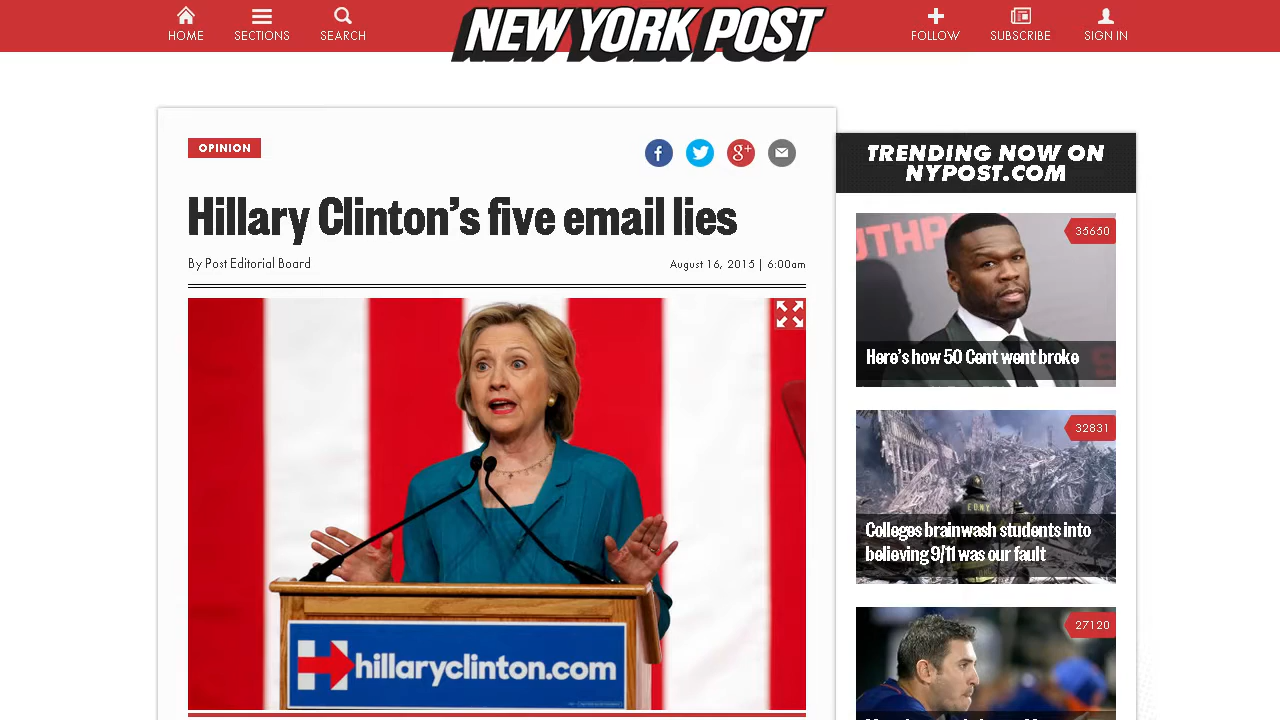 HOME
SECTIONS
SEARCH
NEW YORK POST
FOLLOW
SUBSCRIBE
SIGN IN
OPINION
Hillary Clinton's five email lies
By Post Editorial Board
August 16, 2015 | 6:00am
hillaryclinton.com
TRENDING NOW ON
NYPOST.COM
35650
Here's how 50 Cent went broke
32831
F.D.N.Y
Colleges brainwash students into
believing 9/11 was our fault
27120